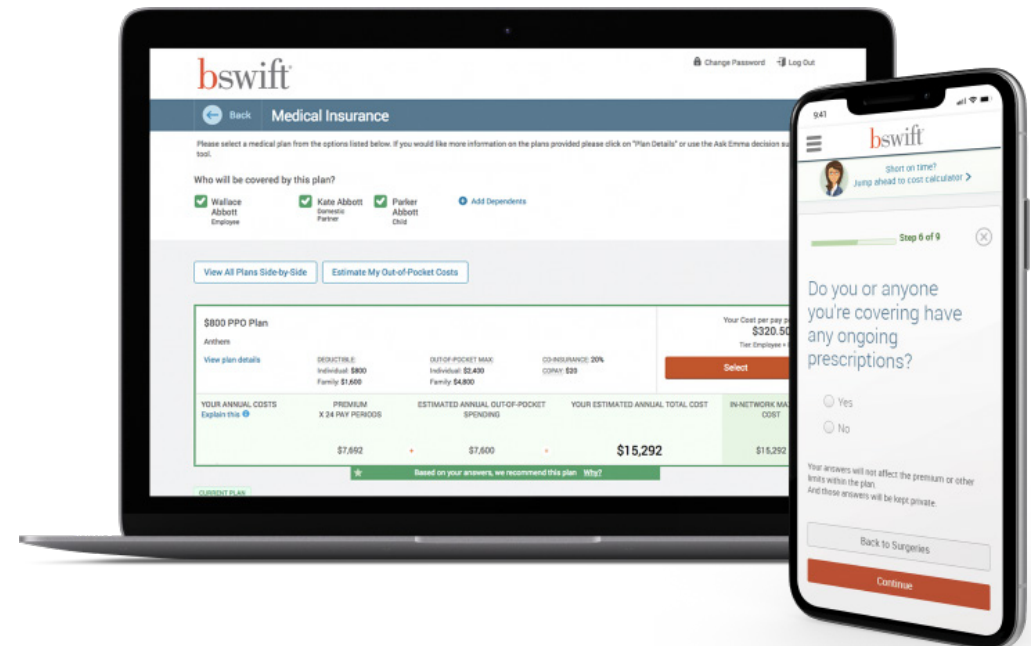 bswift
Change Password Log Out
Back Medical Insurance
Please select a medical plan from the options listed below. If you would like more information on the plans provided please click on "Plan Details" or use the Ask Emma decision
tool.
Who will be covered by this plan?
Wallace
Abbott
Employee
Kate Abbott
Domestic
Partner
Parker
Abbott
Child
Add Dependents
View All Plans Side-by-Side
Estimate My Out-of-Pocket Costs
$800 PPO Plan
Anthem
View plan details
DEDUCTIBLE:
Individual: $800
Family: $1,600
OUT-OF-POCKET MAX:
Individual: $2,400
Family: $4,800
CO-INSURANCE: 20%
COPAY: $20
Your Cost per pay
$320.50
Tier: Employee +
Select
YOUR ANNUAL COSTS
Explain this
PREMIUM
X 24 PAY PERIODS
ESTIMATED ANNUAL OUT-OF-POCKET
SPENDING
YOUR ESTIMATED ANNUAL TOTAL COST
IN-NETWORK
COST
$7,692 + $7,600 = $15,292 $15,292
Based on your answers, we recommend this plan Why?
CURRENT PLAN
9:41
bswift
Short on time?
Jump ahead to cost calculator >
Step 6 of 9
Do you or anyone
you're covering have
any ongoing
prescriptions?
Yes
No
Your answers will not affect the premium or other
limits within the plan.
And those answers will be kept private.
Back to Surgeries
Continue